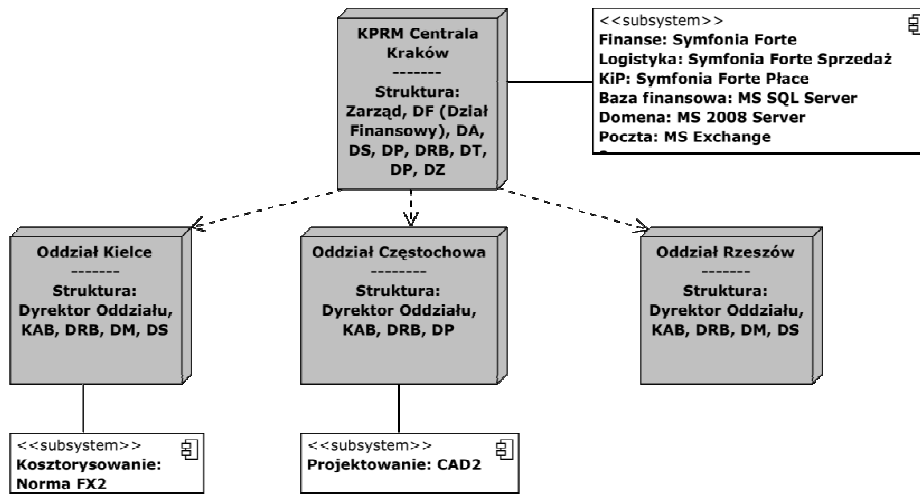 KPRM Centrala
Kraków
-------
Struktura:
Zarząd, DF (Dział
Finansowy), DA,
DS, DP, DRB, DT,
DP, DZ
<<subsystem>>
Finanse: Symfonia Forte
Logistyka: Symfonia Forte Sprzedaż
KiP: Symfonia Forte Płace
Baza finansowa: MS SQL Server
Domena: MS 2008 Server
Poczta: MS Exchange
Oddział Kielce
-------
Struktura:
Dyrektor Oddziału,
KAB, DRB, DM, DS
Oddział Częstochowa
--------
Struktura:
Dyrektor Oddziału,
KAB, DRB, DP
Oddział Rzeszów
-------
Struktura:
Dyrektor Oddziału,
KAB, DRB, DM, DS
<<subsystem>>
Kosztorysowanie:
Norma FX2
<<subsystem>>
Projektowanie: CAD2